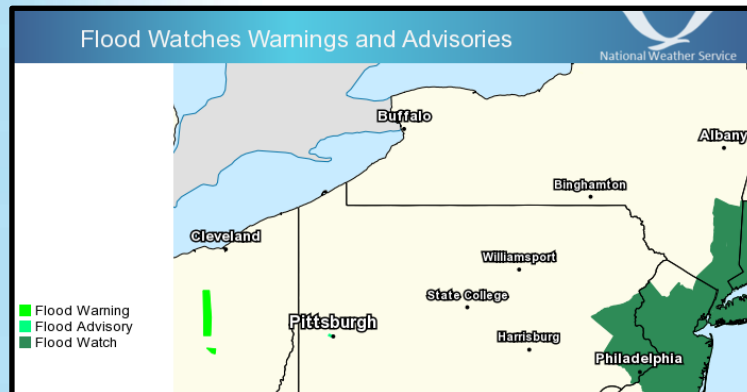 Flood Watches Warnings and Advisories
National Weather Service
Buffalo
Albany
Binghamton
Cleveland
Williamsport
State College
Pittsburgh
Harrisburg
Philadelphia
Flood Warning
Flood Advisory
Flood Watch